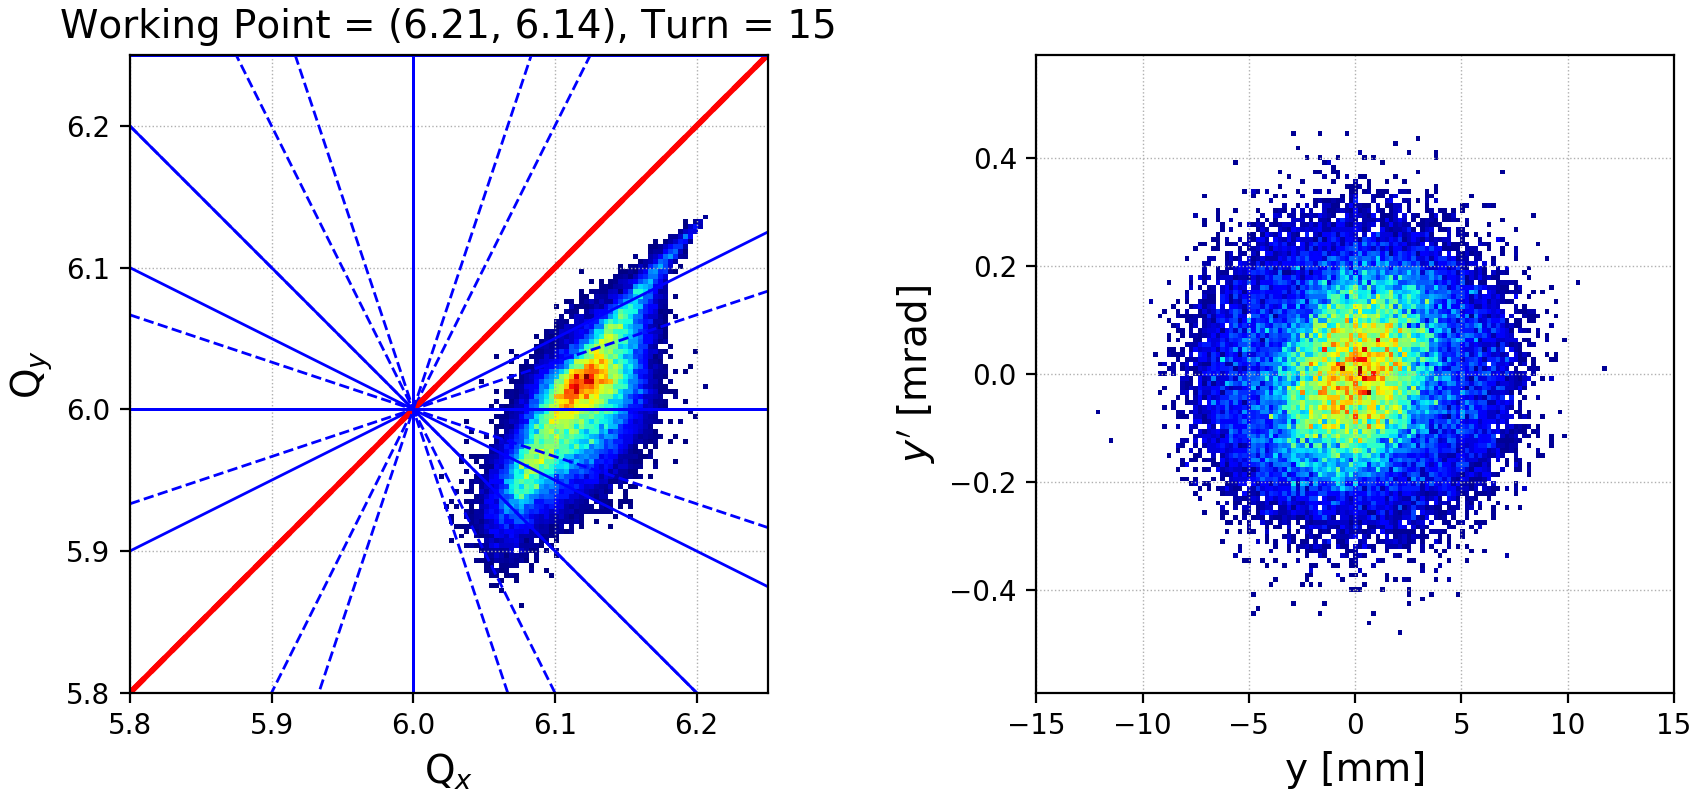 Working Point = (6.21, 6.14), Turn = 15
6.2
6.1
6.0
5.9
5.8
Q_y
5.8 5.9 6.0 6.1 6.2
Q_x
0.4
0.2
0.0
−0.2
−0.4
y′ [mrad]
−15 −10 −5 0 5 10 15
y [mm]